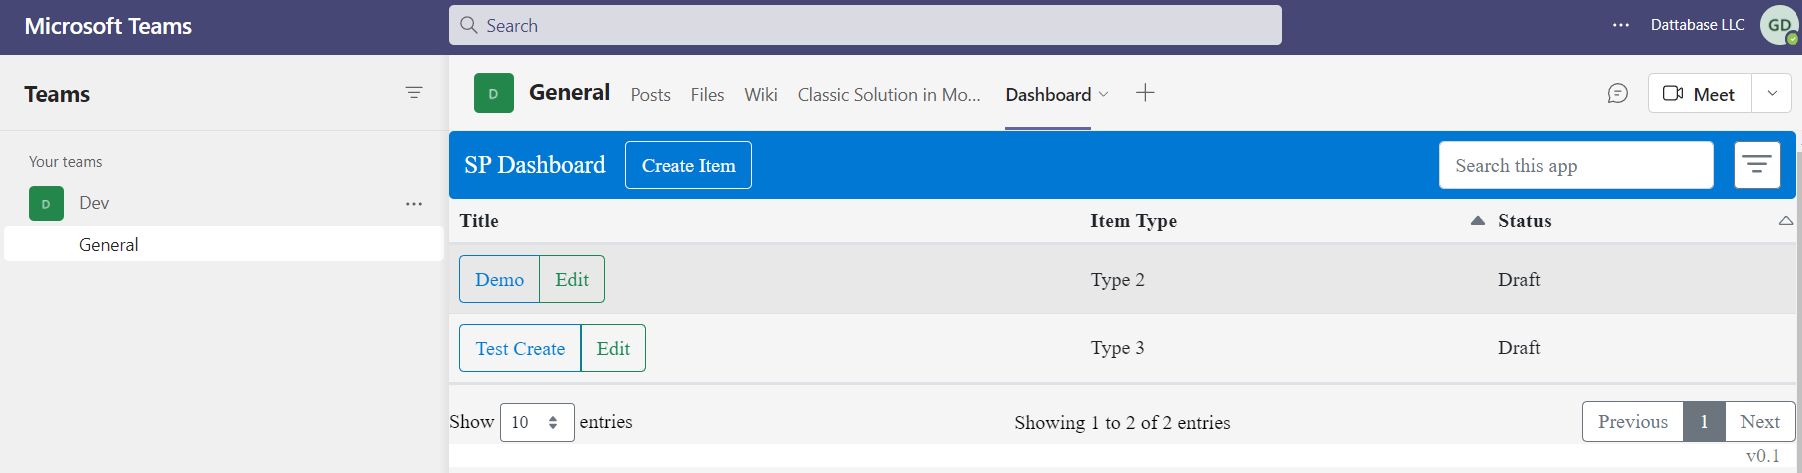 Microsoft Teams
Search
Dattabase LLC
GD
Teams
D
General
Posts
Files
Wiki
Classic Solution in Mo...
Dashboard
Meet
Your teams
D
Dev
General
SP Dashboard
Create Item
Search this app
Title
Item Type
Status
Demo
Edit
Type 2
Draft
Test Create
Edit
Type 3
Draft
Show 10 entries
Showing 1 to 2 of 2 entries
Previous 1 Next
v0.1